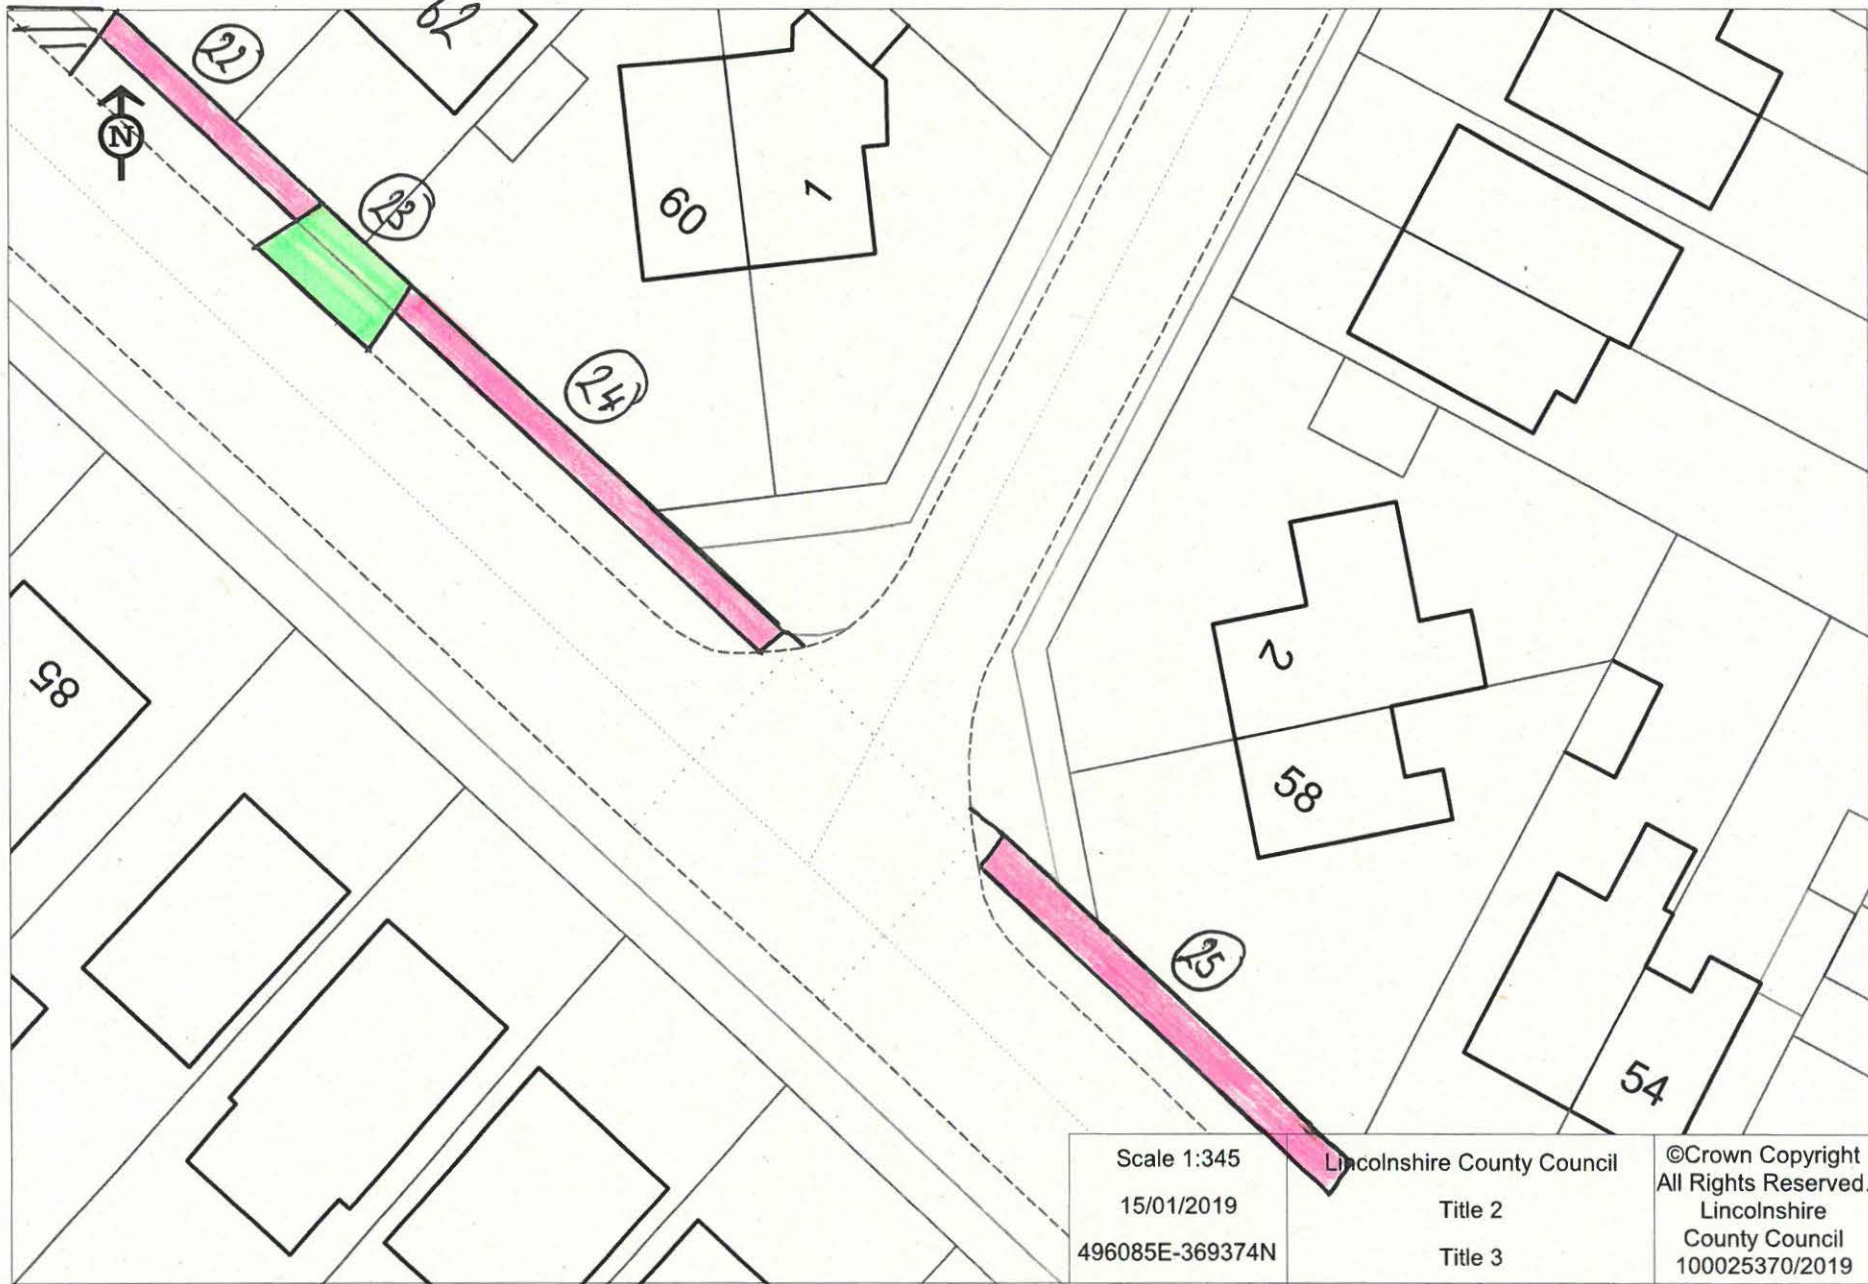 62
22
N
23
60
1
24
2
85
58
25
54
Scale 1:345
15/01/2019
496085E-369374N
Lincolnshire County Council
Title 2
Title 3
©Crown Copyright
All Rights Reserved.
Lincolnshire
County Council
100025370/2019